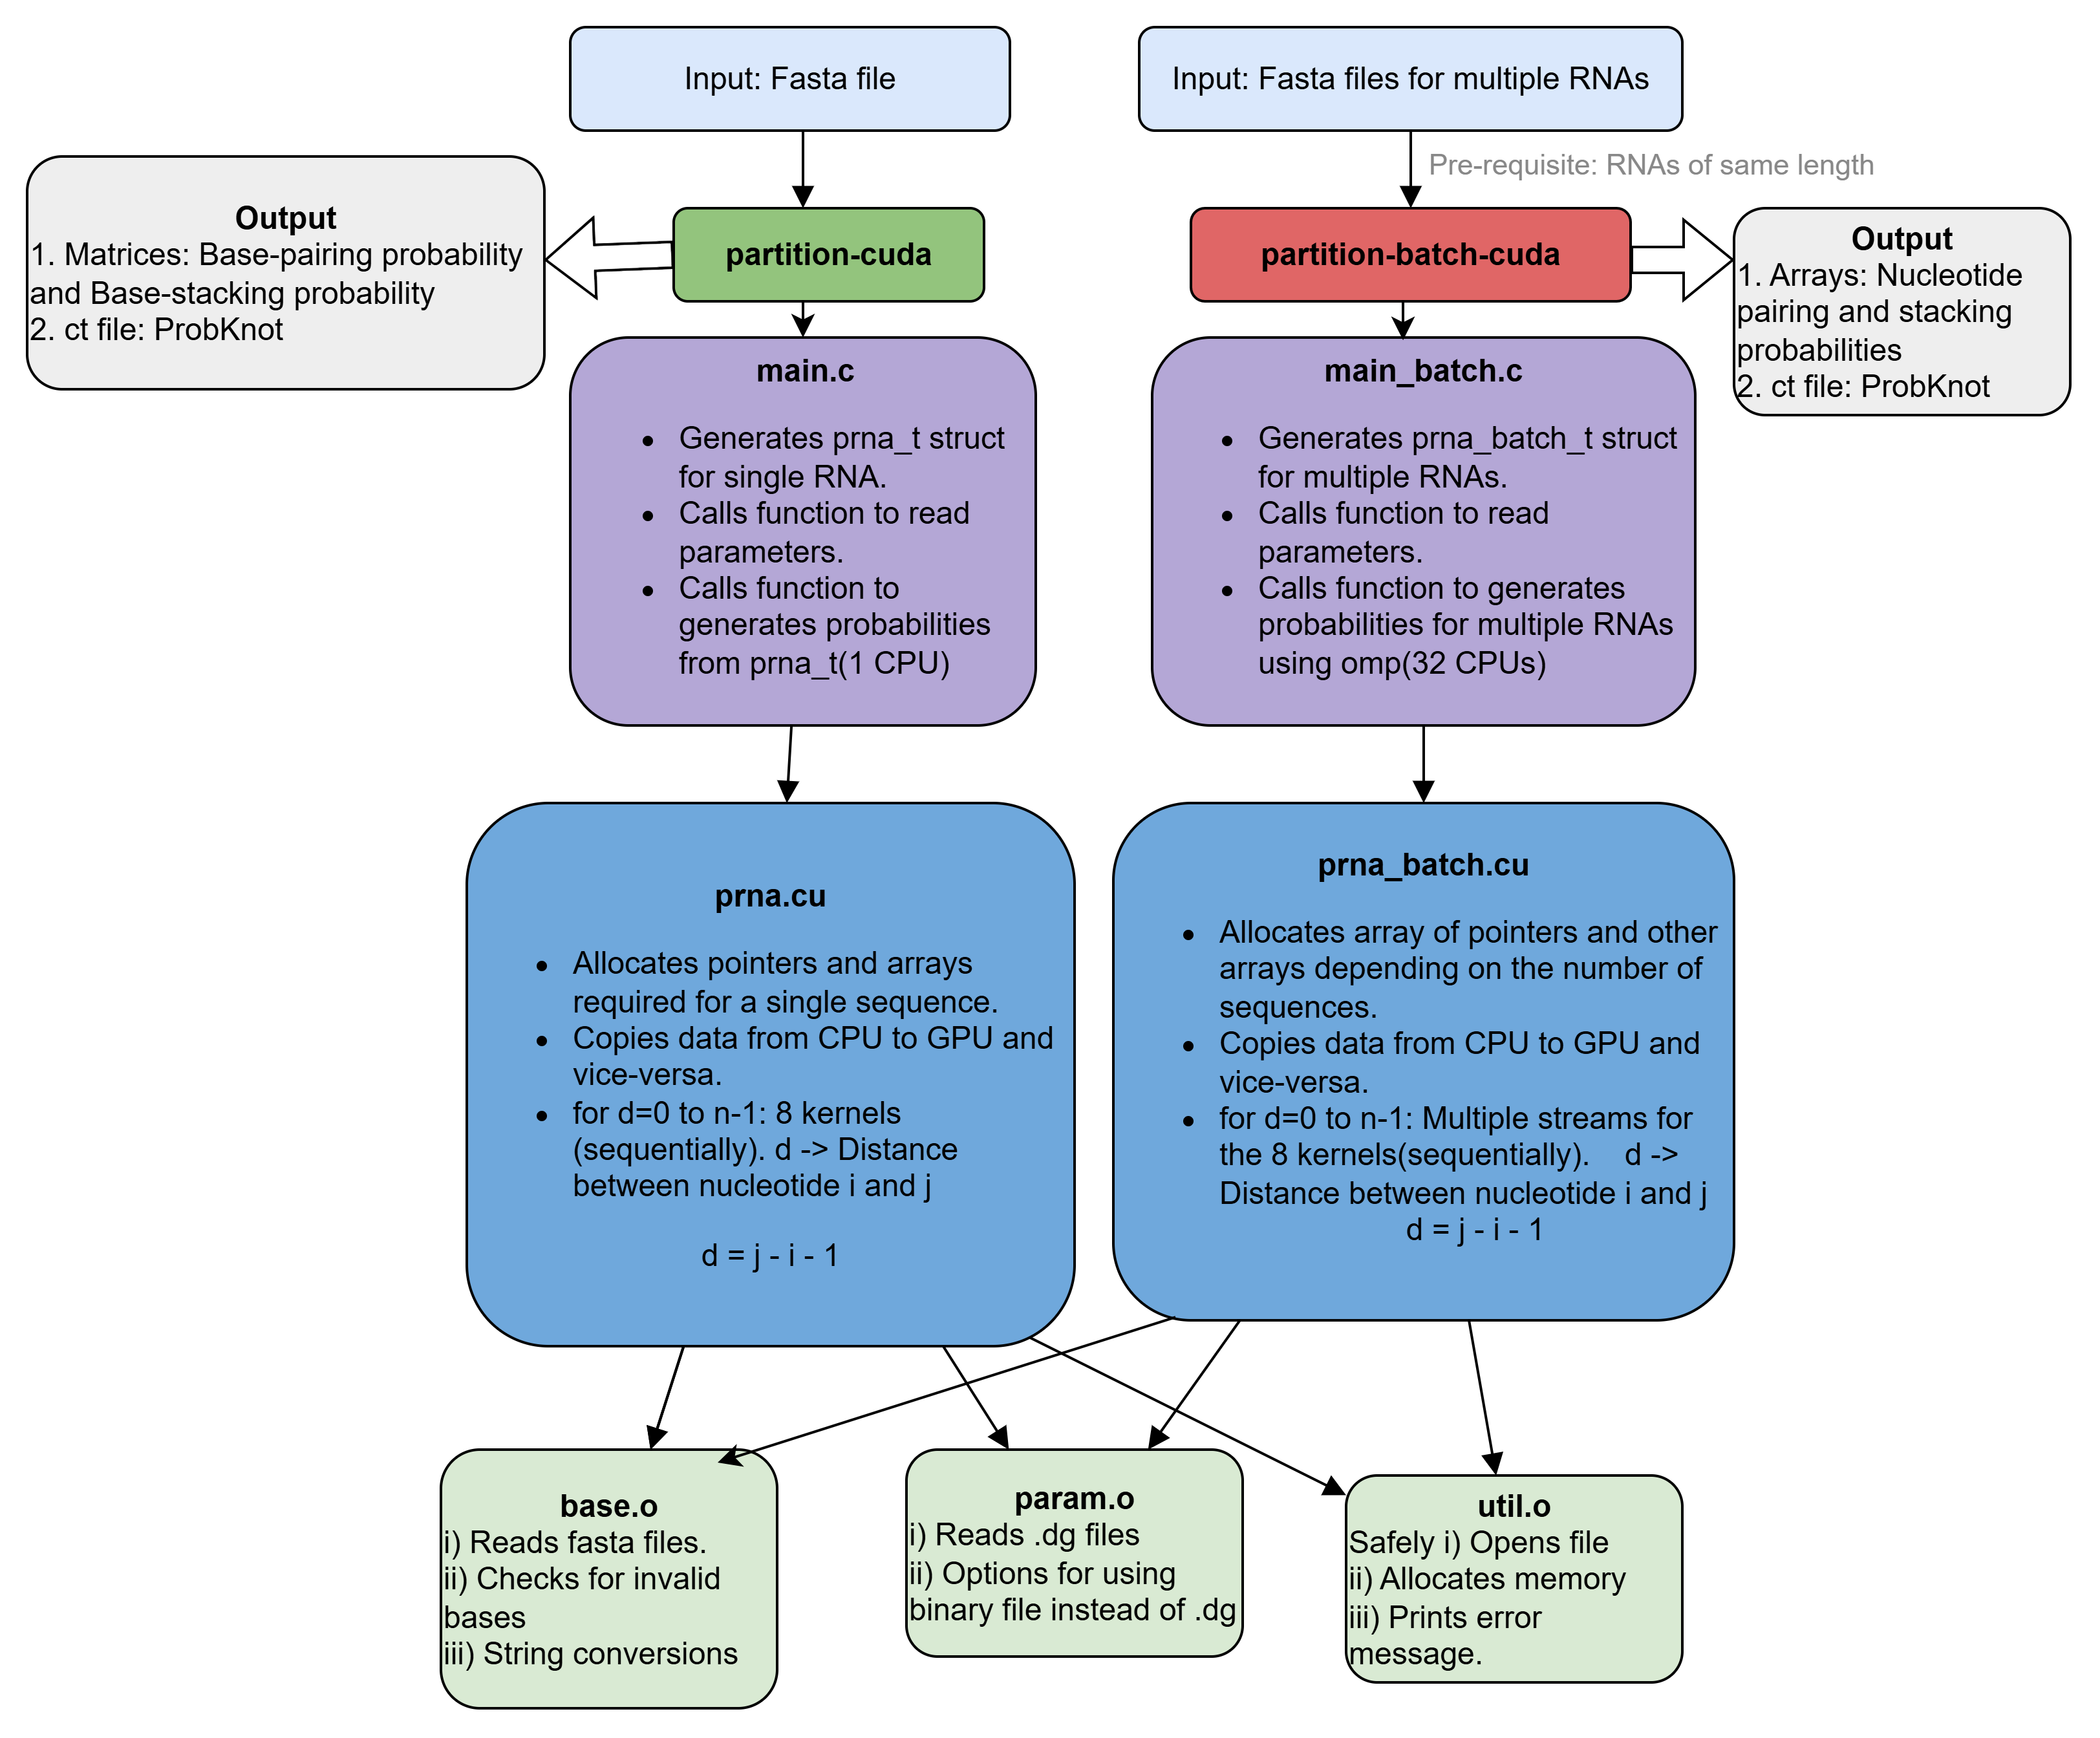 Input: Fasta file
Input: Fasta files for multiple RNAs
Pre-requisite: RNAs of same length
Output
1. Matrices: Base-pairing probability
and Base-stacking probability
2. ct file: ProbKnot
partition-cuda
partition-batch-cuda
Output
1. Arrays: Nucleotide
pairing and stacking
probabilities
2. ct file: ProbKnot
main.c
• Generates prna_t struct
for single RNA.
• Calls function to read
parameters.
• Calls function to
generates probabilities
from prna_t(1 CPU)
main_batch.c
• Generates prna_batch_t struct
for multiple RNAs.
• Calls function to read
parameters.
• Calls function to generates
probabilities for multiple RNAs
using omp(32 CPUs)
prna.cu
• Allocates pointers and arrays
required for a single sequence.
• Copies data from CPU to GPU and
vice-versa.
• for d=0 to n-1: 8 kernels
(sequentially). d -> Distance
between nucleotide i and j
d = j - i - 1
prna_batch.cu
• Allocates array of pointers and other
arrays depending on the number of
sequences.
• Copies data from CPU to GPU and
vice-versa.
• for d=0 to n-1: Multiple streams for
the 8 kernels(sequentially). d ->
Distance between nucleotide i and j
d = j - i - 1
base.o
i) Reads fasta files.
ii) Checks for invalid
bases
iii) String conversions
param.o
i) Reads .dg files
ii) Options for using
binary file instead of .dg
util.o
Safely i) Opens file
ii) Allocates memory
iii) Prints error
message.